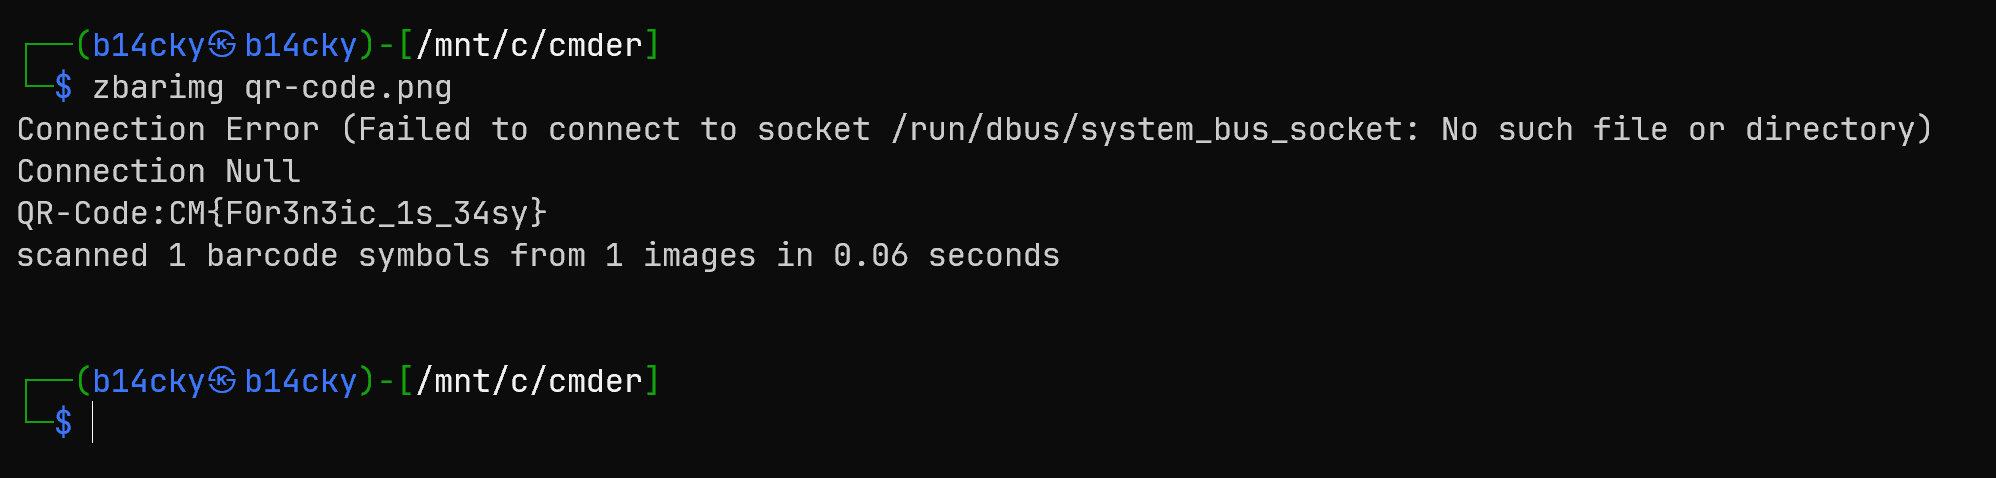 (b14cky㉿b14cky)-[/mnt/c/cmder]
$ zbarimg qr-code.png
Connection Error (Failed to connect to socket /run/dbus/system_bus_socket: No such file or directory)
Connection Null
QR-Code:CM{F0r3n3ic_1s_34sy}
scanned 1 barcode symbols from 1 images in 0.06 seconds
(b14cky㉿b14cky)-[/mnt/c/cmder]
$